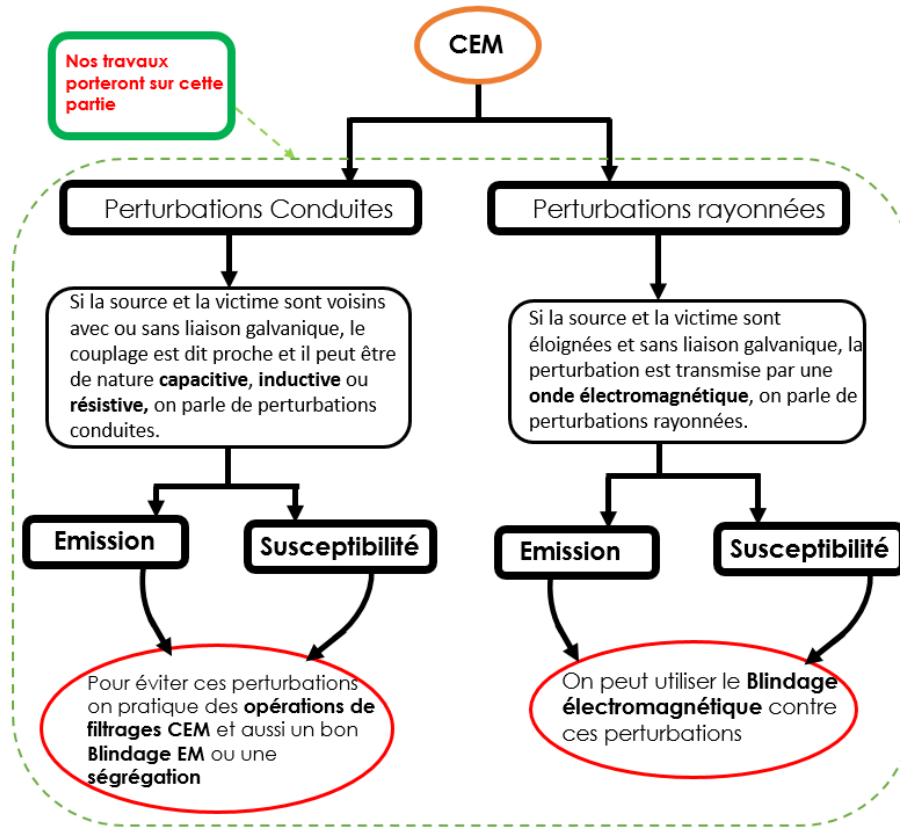 CEM
Nos travaux
porteront sur cette
partie
Perturbations Conduites
Perturbations rayonnées
Si la source et la victime sont voisins
avec ou sans liaison galvanique, le
couplage est dit proche et il peut être
de nature capacitive, inductive ou
résistive, on parle de perturbations
conduites.
Si la source et la victime sont
éloignées et sans liaison galvanique, la
perturbation est transmise par une
onde électromagnétique, on parle de
perturbations rayonnées.
Emission
Susceptibilité
Emission
Susceptibilité
Pour éviter ces perturbations
on pratique des opérations de
filtrages CEM et aussi un bon
Blindage EM ou une
ségrégation
On peut utiliser le Blindage
électromagnétique contre
ces perturbations